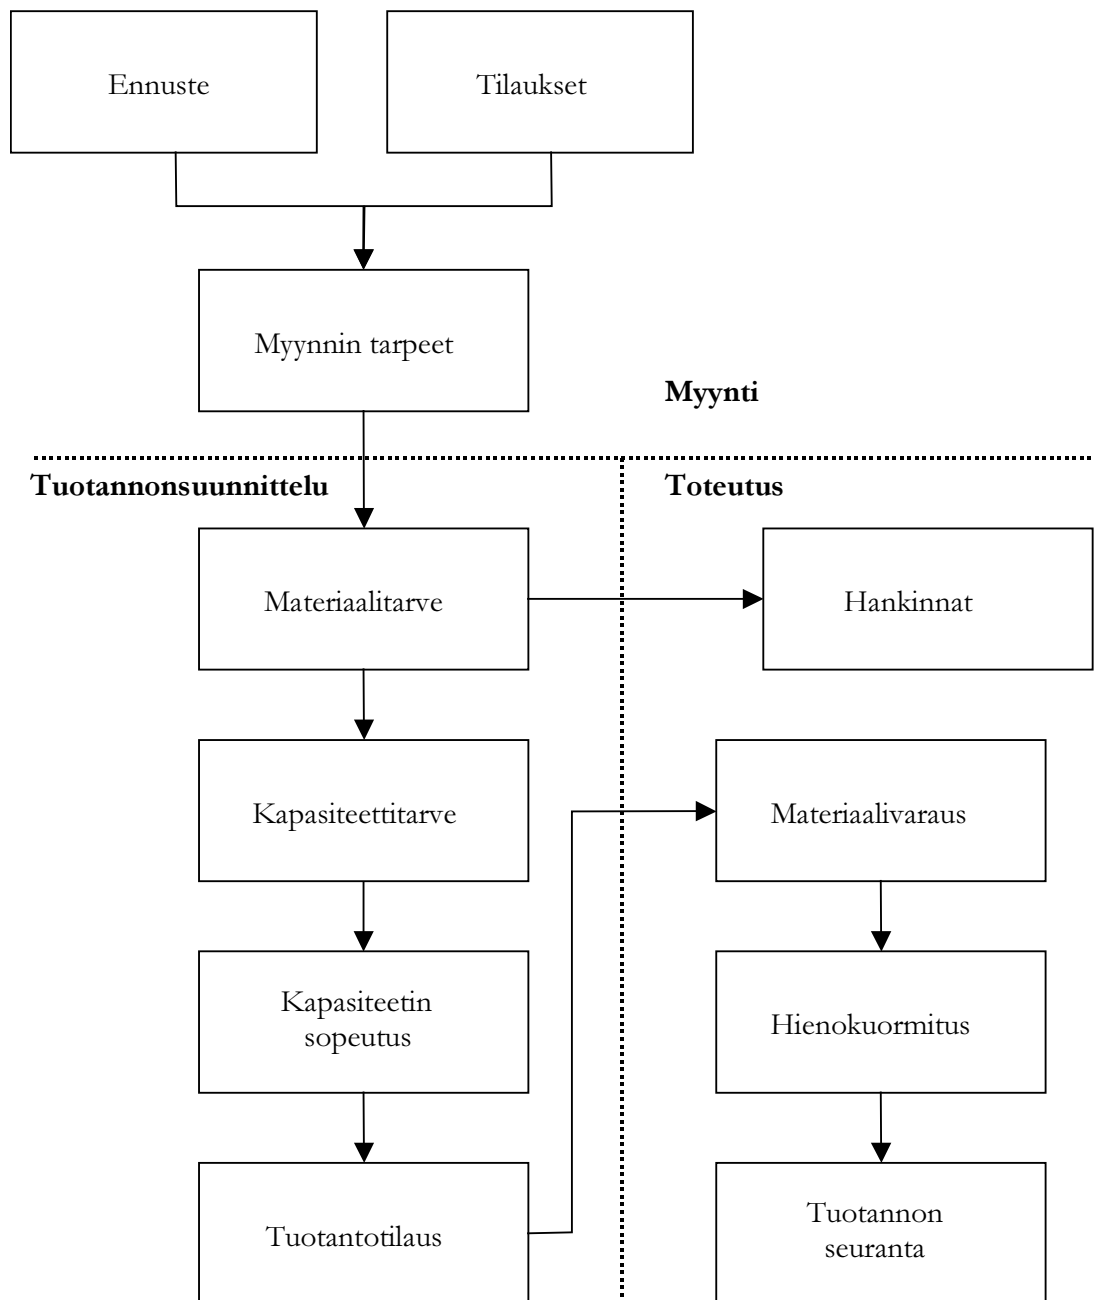 Ennuste
Tilaukset
Myynnin tarpeet
Myynti
Tuotannonsuunnittelu
Toteutus
Materiaalitarve
Hankinnat
Kapasiteettitarve
Materiaalivaraus
Kapasiteetin
sopeutus
Hienokuormitus
Tuotantotilaus
Tuotannon
seuranta